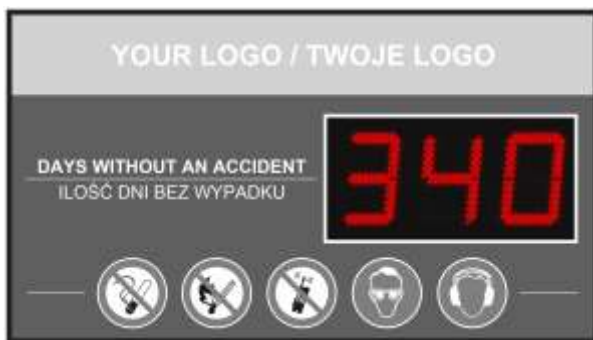 YOUR LOGO / TWOJE LOGO
DAYS WITHOUT AN ACCIDENT
ILOŚĆ DNI BEZ WYPADKU
340